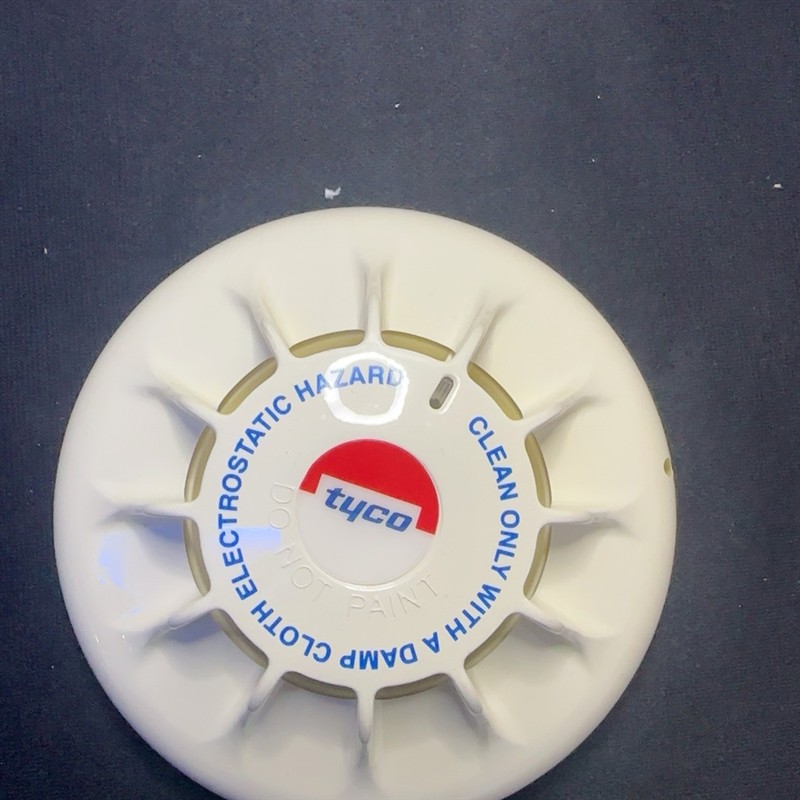 ELECTROSTATIC HAZARD
CLEAN ONLY WITH A DAMP CLOTH
tyco
DO NOT PAINT